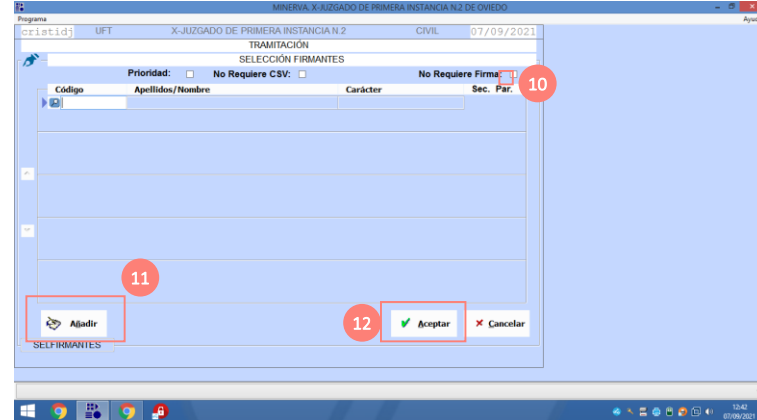 MINERVA. X-JUZGADO DE PRIMERA INSTANCIA N.2 DE OVIEDO
Programa
cristidj UFT X-JUZGADO DE PRIMERA INSTANCIA N.2 CIVIL 07/09/2021
TRAMITACIÓN
SELECCIÓN FIRMANTES
Prioridad: No Requiere CSV: No Requiere Firma:
10
Código Apellidos/Nombre Carácter Sec. Par.
11
Añadir 12 Aceptar Cancelar
SELFIRMANTES
12:42
07/09/2021